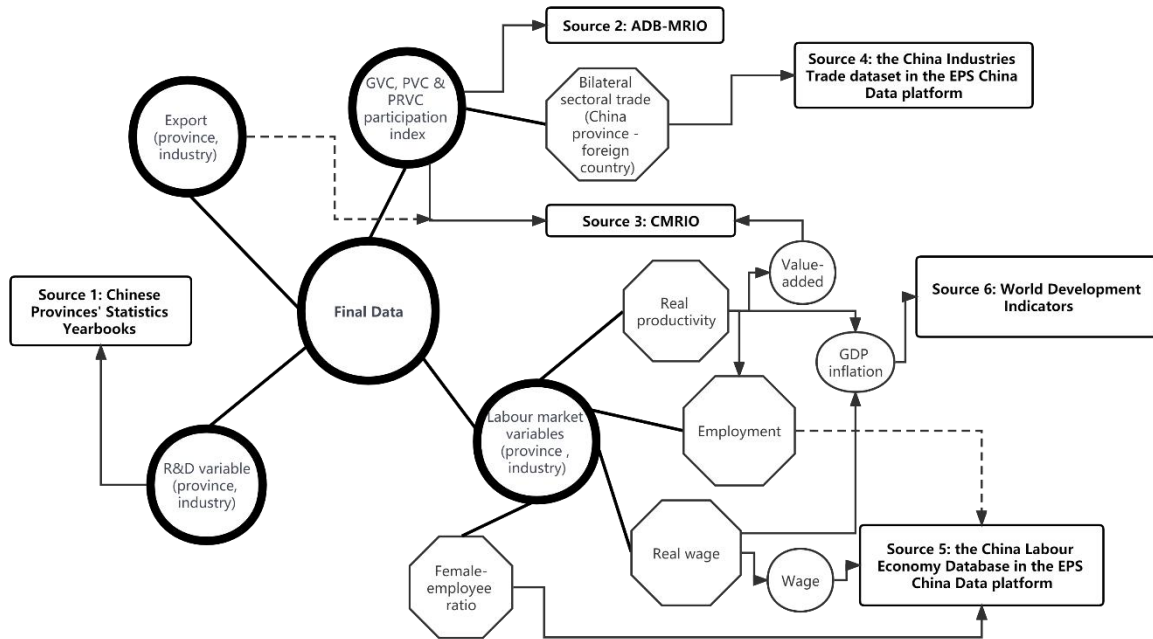 Source 2: ADB-MRIO
GVC, PVC &
PRVC
participation
index
Bilateral
sectoral trade
(China
province -
foreign
country)
Source 4: the China Industries
Trade dataset in the EPS China
Data platform
Export
(province,
industry)
Source 3: CMRIO
Value-
added
Source 1: Chinese
Provinces' Statistics
Yearbooks
Final Data
Real
productivity
Source 6: World Development
Indicators
GDP
inflation
Labour market
variables
(province ,
industry)
Employment
R&D variable
(province,
industry)
Female-
employee
ratio
Real wage
Wage
Source 5: the China Labour
Economy Database in the EPS
China Data platform